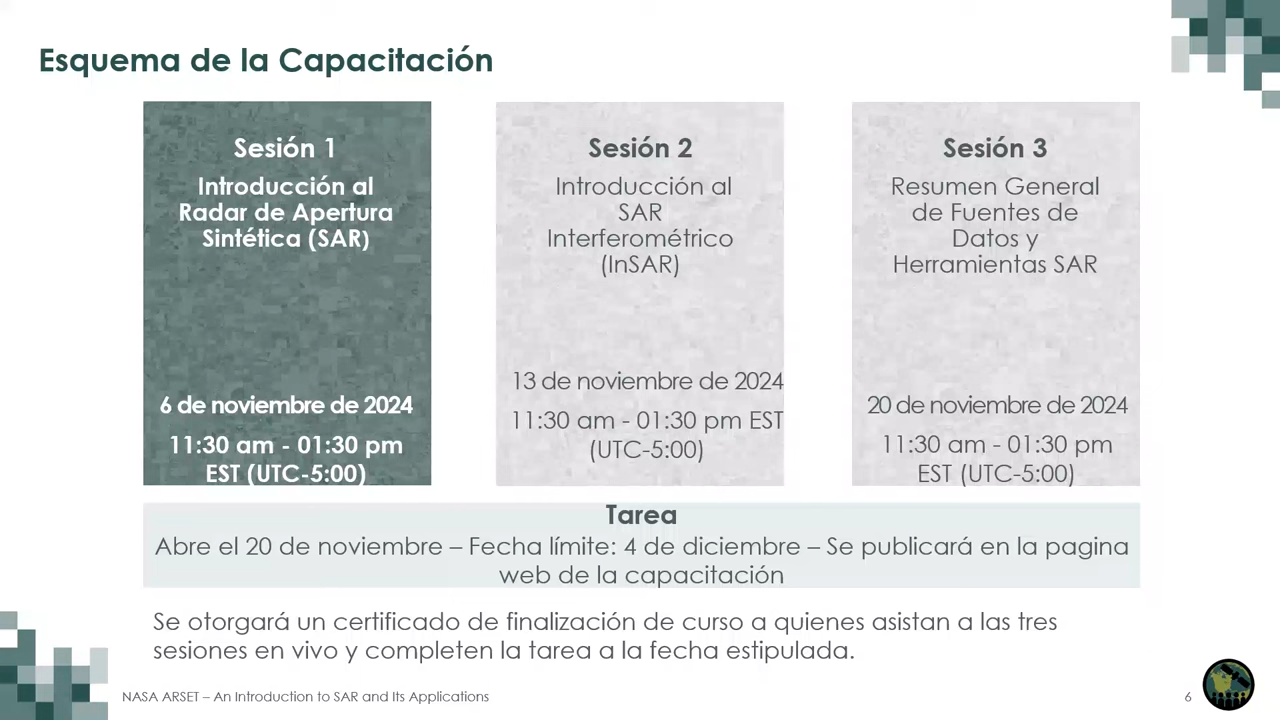 Esquema de la Capacitación
Sesión 1
Introducción al
Radar de Apertura
Sintética (SAR)
6 de noviembre de 2024
11:30 am - 01:30 pm
EST (UTC-5:00)
Sesión 2
Introducción al
SAR
Interferométrico
(InSAR)
13 de noviembre de 2024
11:30 am - 01:30 pm EST
(UTC-5:00)
Sesión 3
Resumen General
de Fuentes de
Datos y
Herramientas SAR
20 de noviembre de 2024
11:30 am - 01:30 pm
EST (UTC-5:00)
Tarea
Abre el 20 de noviembre – Fecha límite: 4 de diciembre – Se publicará en la pagina
web de la capacitación
Se otorgará un certificado de finalización de curso a quienes asistan a las tres
sesiones en vivo y completen la tarea a la fecha estipulada.
NASA ARSET – An Introduction to SAR and Its Applications
6